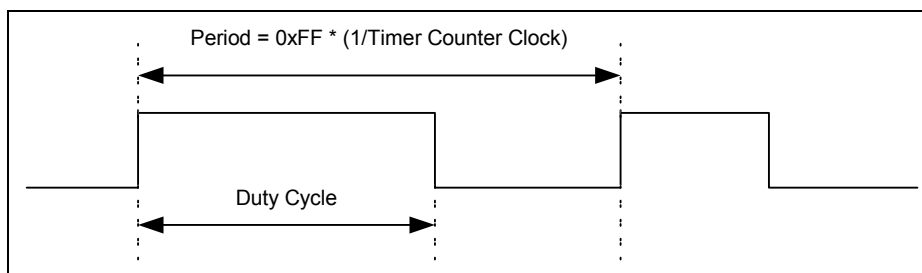 Period = 0xFF * (1/Timer Counter Clock)
Duty Cycle